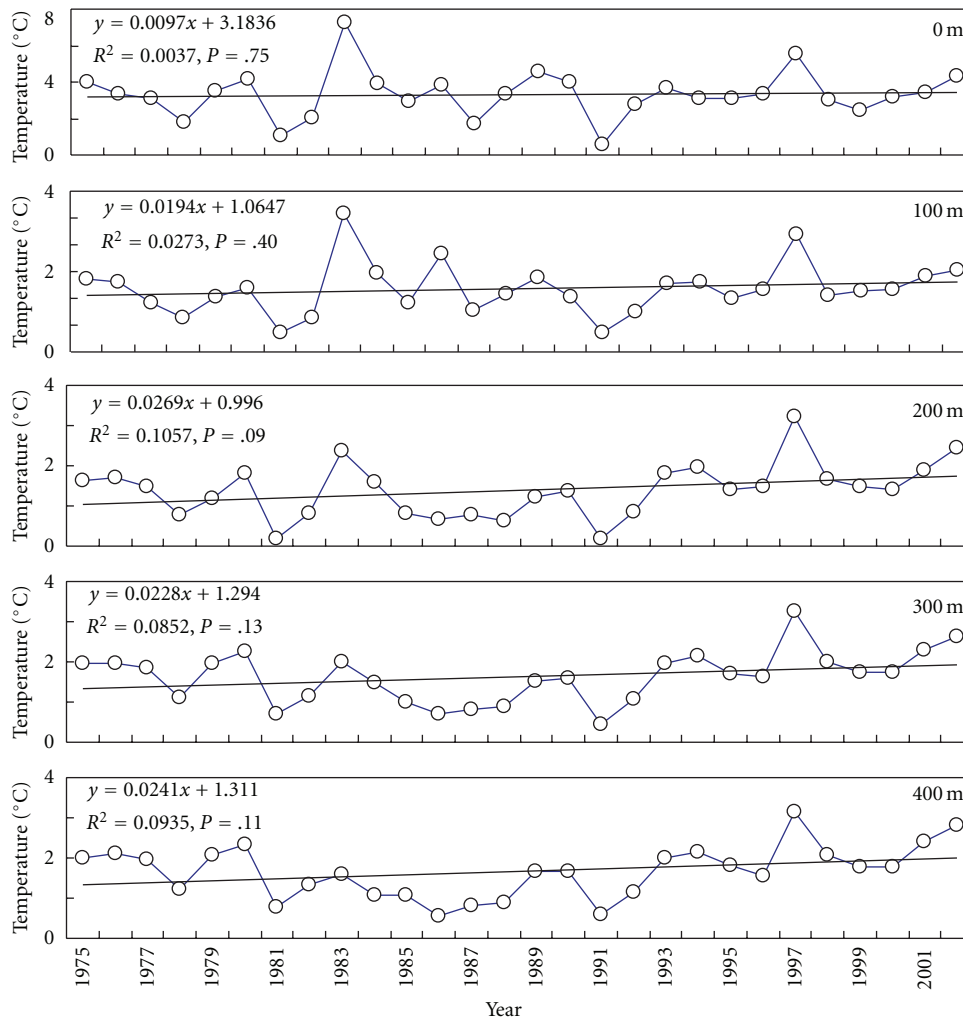 8
y = 0.0097x + 3.1836
0 m
R² = 0.0037, P = .75
4
0
Temperature (°C)
4
y = 0.0194x + 1.0647
100 m
R² = 0.0273, P = .40
2
0
Temperature (°C)
4
y = 0.0269x + 0.996
200 m
R² = 0.1057, P = .09
2
0
Temperature (°C)
4
y = 0.0228x + 1.294
300 m
R² = 0.0852, P = .13
2
0
Temperature (°C)
4
y = 0.0241x + 1.311
400 m
R² = 0.0935, P = .11
2
0
Temperature (°C)
1975
1977
1979
1981
1983
1985
1987
1989
1991
1993
1995
1997
1999
2001
Year